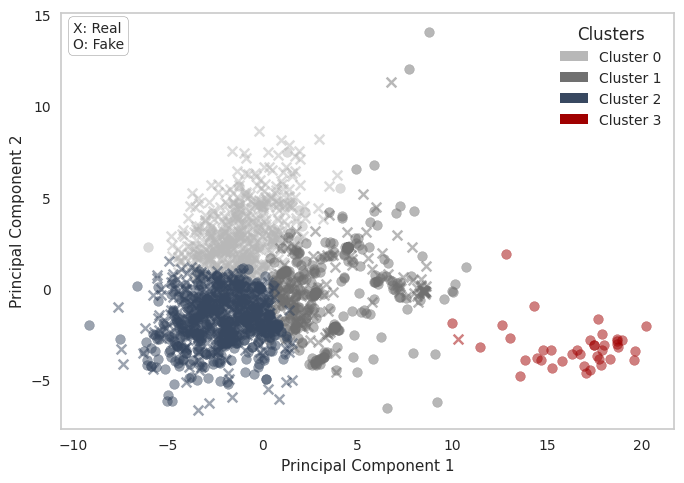 X: Real
O: Fake
Clusters
Cluster 0
Cluster 1
Cluster 2
Cluster 3
Principal Component 2
15
10
5
0
−5
−10
−5
0
5
10
15
20
Principal Component 1